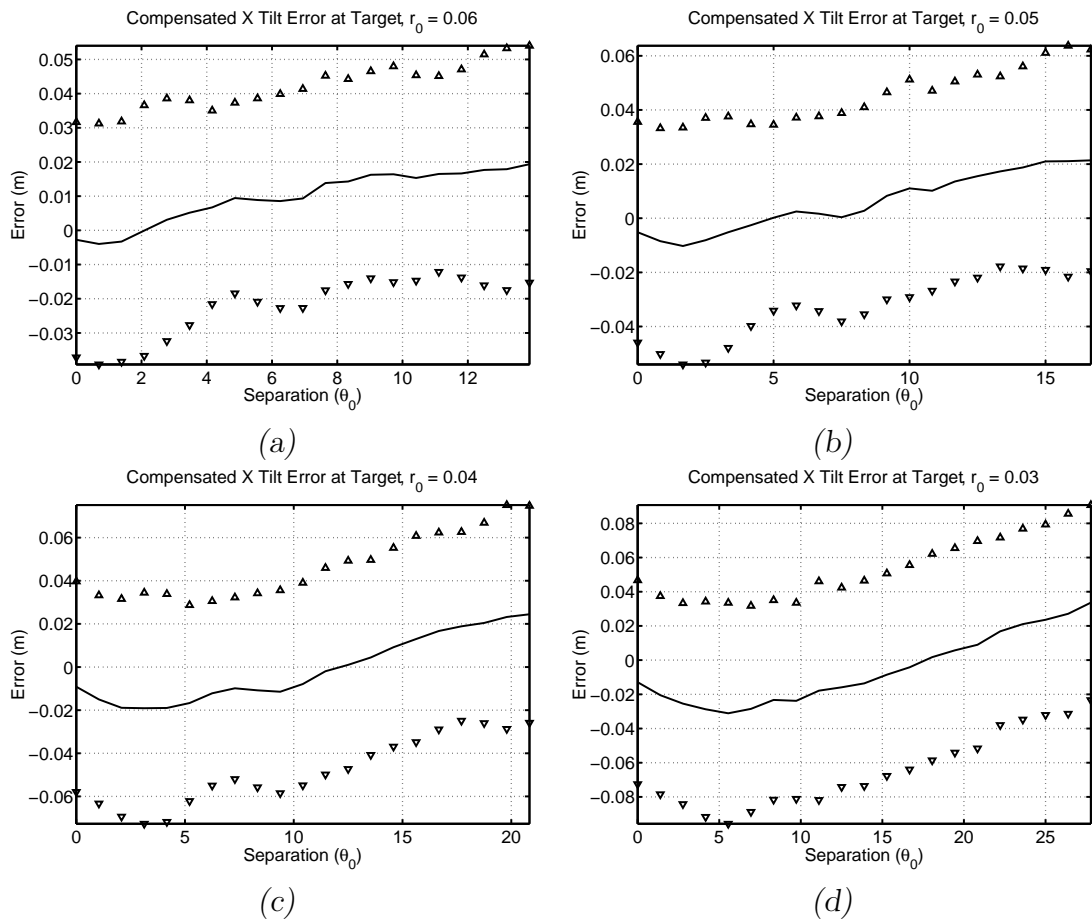 Compensated X Tilt Error at Target, r0 = 0.06
0.05
0.04
0.03
0.02
0.01
0
−0.01
−0.02
−0.03
Error (m)
0 2 4 6 8 10 12
Separation (θ0)
(a)
Compensated X Tilt Error at Target, r0 = 0.05
0.06
0.04
0.02
0
−0.02
−0.04
Error (m)
0 5 10 15
Separation (θ0)
(b)
Compensated X Tilt Error at Target, r0 = 0.04
0.06
0.04
0.02
0
−0.02
−0.04
−0.06
Error (m)
0 5 10 15 20
Separation (θ0)
(c)
Compensated X Tilt Error at Target, r0 = 0.03
0.08
0.06
0.04
0.02
0
−0.02
−0.04
−0.06
−0.08
Error (m)
0 5 10 15 20 25
Separation (θ0)
(d)